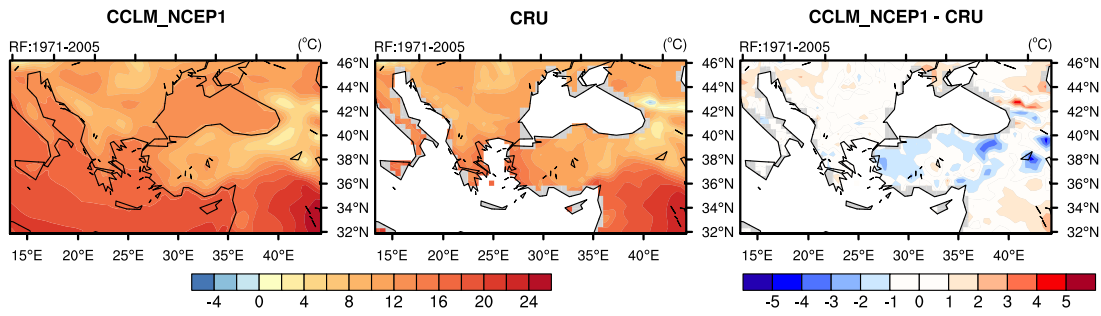 CCLM_NCEP1 CRU CCLM_NCEP1 - CRU
RF:1971-2005 (°C) RF:1971-2005 (°C) RF:1971-2005 (°C)
46°N 46°N 46°N
44°N 44°N 44°N
42°N 42°N 42°N
40°N 40°N 40°N
38°N 38°N 38°N
36°N 36°N 36°N
34°N 34°N 34°N
32°N 32°N 32°N
15°E 20°E 25°E 30°E 35°E 40°E 15°E 20°E 25°E 30°E 35°E 40°E 15°E 20°E 25°E 30°E 35°E 40°E
-4 0 4 8 12 16 20 24 -5 -4 -3 -2 -1 0 1 2 3 4 5